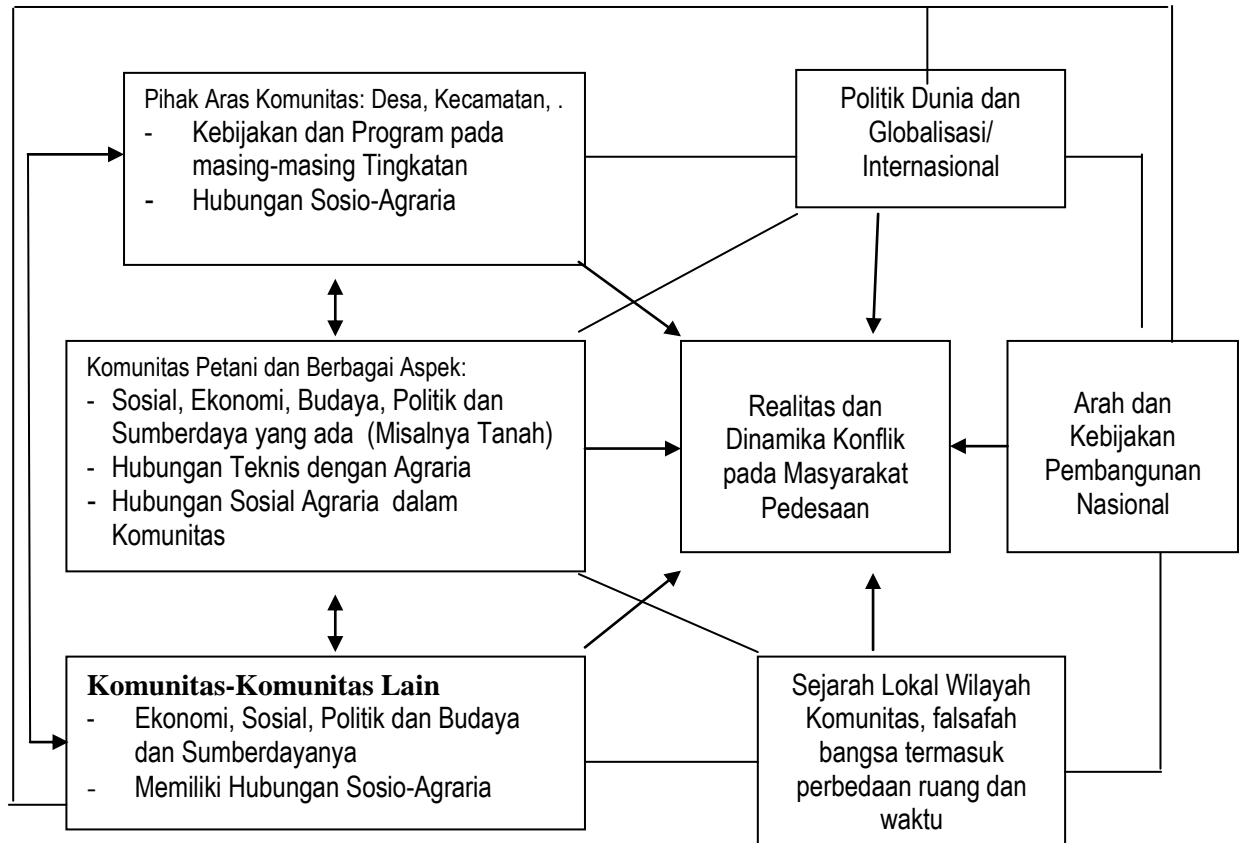 Pihak Aras Komunitas: Desa, Kecamatan, .
- Kebijakan dan Program pada
masing-masing Tingkatan
- Hubungan Sosio-Agraria
Politik Dunia dan
Globalisasi/
Internasional
Komunitas Petani dan Berbagai Aspek:
- Sosial, Ekonomi, Budaya, Politik dan
Sumberdaya yang ada (Misalnya Tanah)
- Hubungan Teknis dengan Agraria
- Hubungan Sosial Agraria dalam
Komunitas
Realitas dan
Dinamika Konflik
pada Masyarakat
Pedesaan
Arah dan
Kebijakan
Pembangunan
Nasional
Komunitas-Komunitas Lain
- Ekonomi, Sosial, Politik dan Budaya
dan Sumberdayanya
- Memiliki Hubungan Sosio-Agraria
Sejarah Lokal Wilayah
Komunitas, falsafah
bangsa termasuk
perbedaan ruang dan
waktu